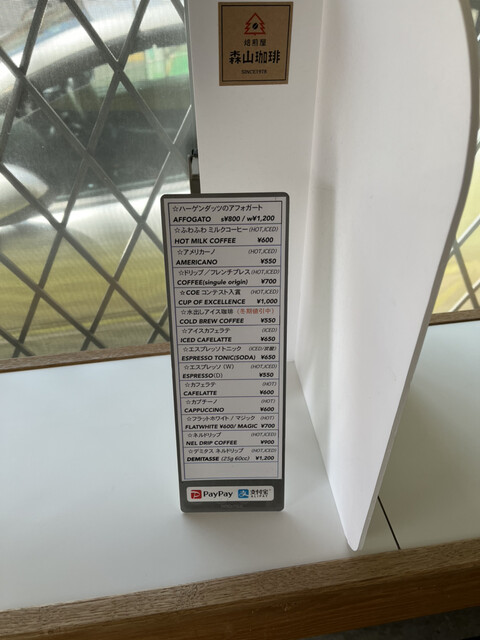 焙煎屋
森山珈琲
SINCE1978
☆ハーゲンダッツのアフォガート
AFFOGATO s¥800 / w¥1,200
☆ふわふわ ミルクコーヒー (HOT,ICED)
HOT MILK COFFEE ¥600
☆アメリカーノ (HOT,ICED)
AMERICANO ¥550
☆ドリップ／フレンチプレス (HOT,ICED)
COFFEE(singule origin) ¥700
☆COE コンテスト入賞 (HOT,ICED)
CUP OF EXCELLENCE ¥1,000
☆水出しアイス珈琲 (冬期値引中)
COLD BREW COFFEE ¥550
☆アイスカフェラテ (ICED)
ICED CAFELATTE ¥650
☆エスプレッソトニック (ICED/炭酸)
ESPRESSO TONIC(SODA) ¥650
☆エスプレッソ (W) (HOT,ICED)
ESPRESSO(D) ¥550
☆カフェラテ (HOT)
CAFELATTE ¥600
☆カプチーノ (HOT)
CAPPUCCINO ¥600
☆フラットホワイト / マジック (HOT)
FLATWHITE ¥600/ MAGIC ¥700
☆ネルドリップ (HOT,ICED)
NEL DRIP COFFEE ¥900
☆デミタス ネルドリップ (HOT,ICED)
DEMITASSE (25g 60cc) ¥1,200
PayPay 支付宝